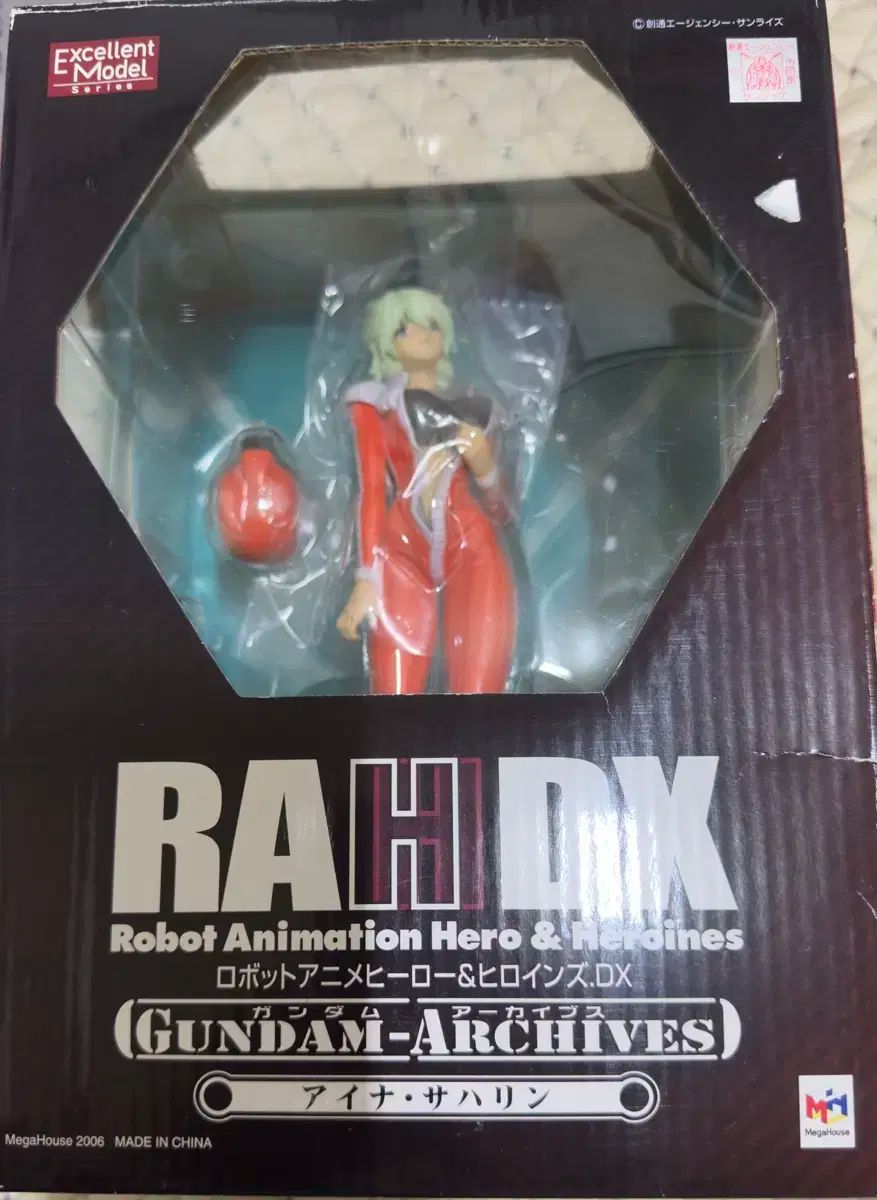 ©創通エージェンシー・サンライズ
Excellent
Model
Series
RAH DX
Robot Animation Hero & Heroines
ロボットアニメヒーロー&ヒロインズ.DX
ガンダム アーカイブス
GUNDAM-ARCHIVES
アイナ・サハリン
MegaHouse
MegaHouse 2006 MADE IN CHINA